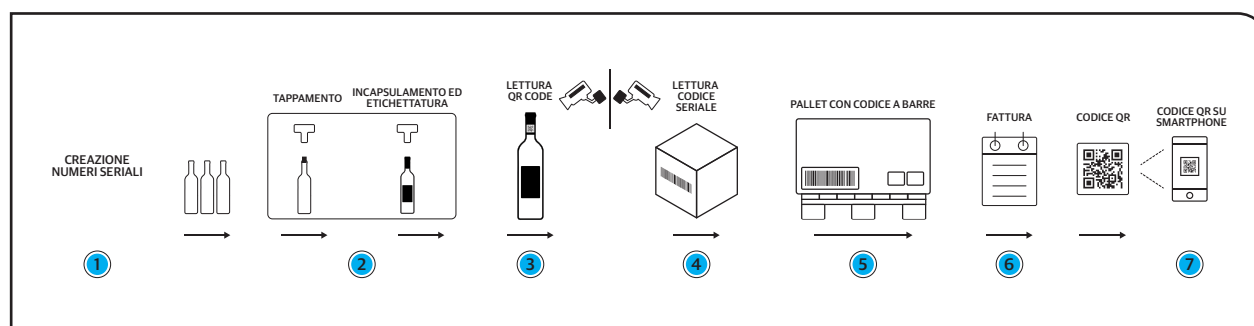 CREAZIONE
NUMERI SERIALI
TAPPAMENTO
INCAPSULAMENTO ED
ETICHETTATURA
LETTURA
QR CODE
LETTURA
CODICE
SERIALE
PALLET CON CODICE A BARRE
FATTURA
CODICE QR
CODICE QR SU
SMARTPHONE
1
2
3
4
5
6
7